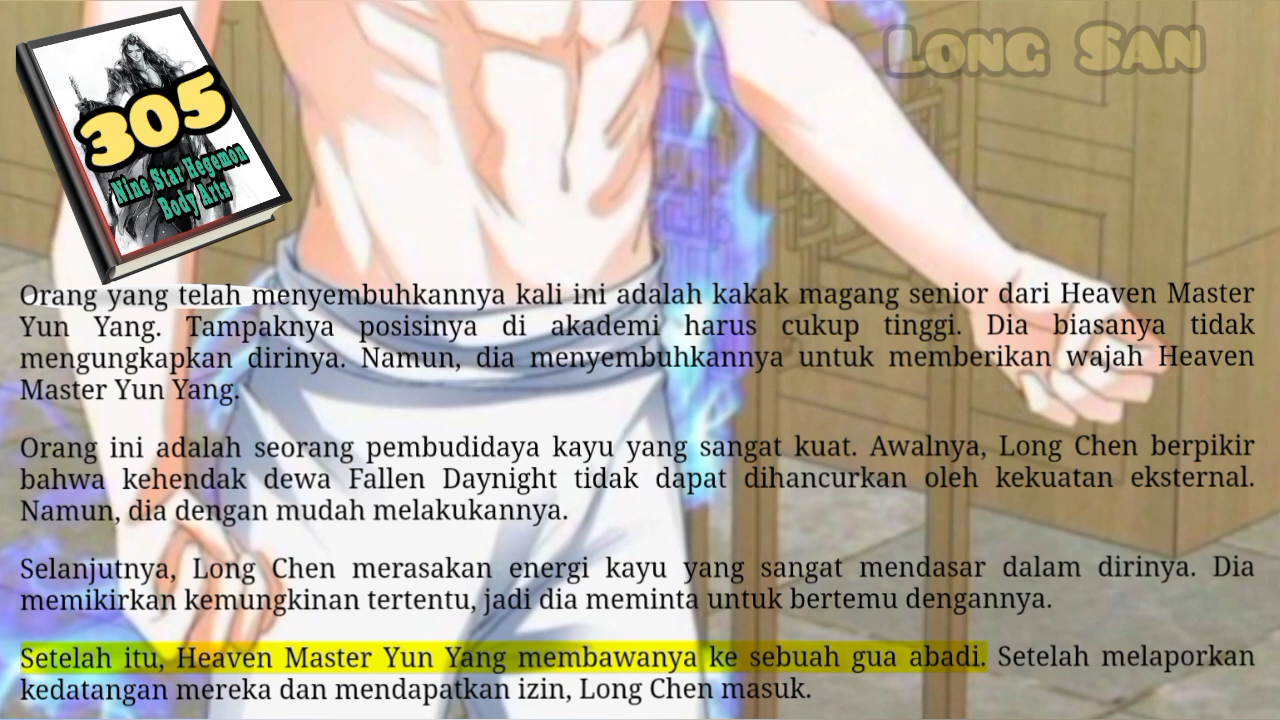 LONG SAN
305
Nine Star Hegemon
Body Arts
Orang yang telah menyembuhkannya kali ini adalah kakak magang senior dari Heaven Master
Yun Yang. Tampaknya posisinya di akademi harus cukup tinggi. Dia biasanya tidak
mengungkapkan dirinya. Namun, dia menyembuhkannya untuk memberikan wajah Heaven
Master Yun Yang.
Orang ini adalah seorang pembudidaya kayu yang sangat kuat. Awalnya, Long Chen berpikir
bahwa kehendak dewa Fallen Daynight tidak dapat dihancurkan oleh kekuatan eksternal.
Namun, dia dengan mudah melakukannya.
Selanjutnya, Long Chen merasakan energi kayu yang sangat mendasar dalam dirinya. Dia
memikirkan kemungkinan tertentu, jadi dia meminta untuk bertemu dengannya.
Setelah itu, Heaven Master Yun Yang membawanya ke sebuah gua abadi. Setelah melaporkan
kedatangan mereka dan mendapatkan izin, Long Chen masuk.